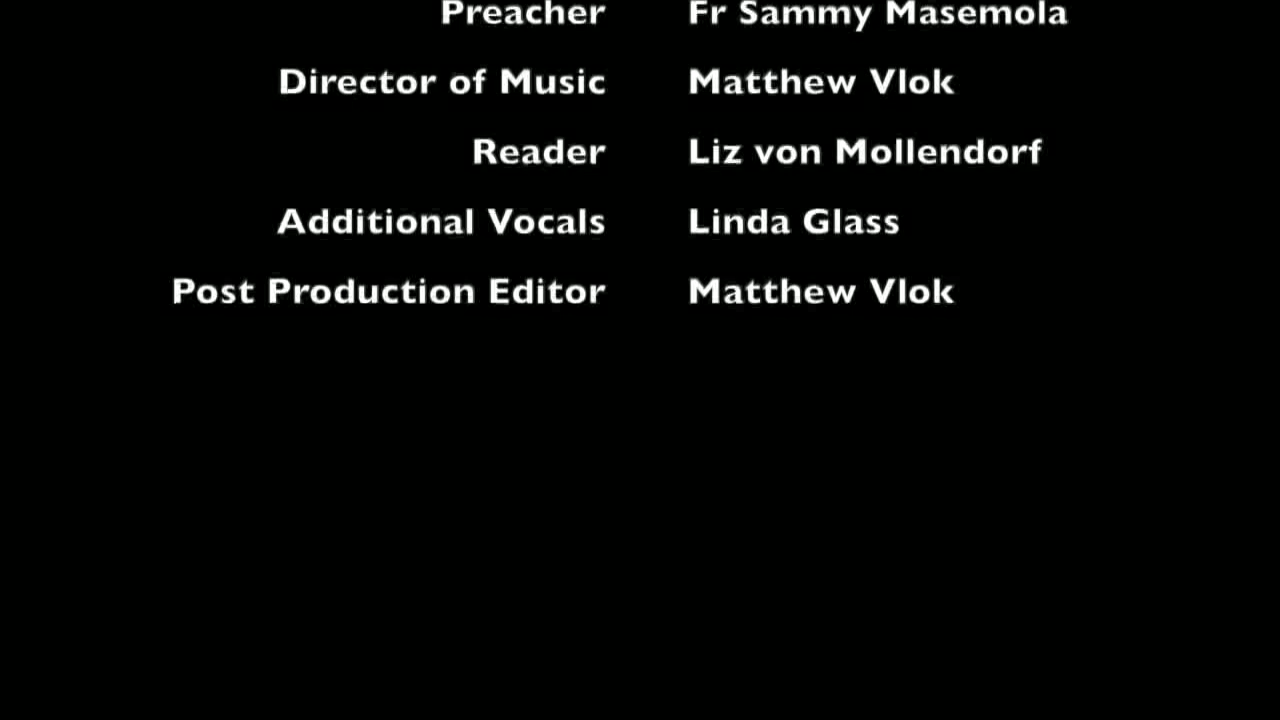 Preacher Fr Sammy Masemola
Director of Music Matthew Vlok
Reader Liz von Mollendorf
Additional Vocals Linda Glass
Post Production Editor Matthew Vlok